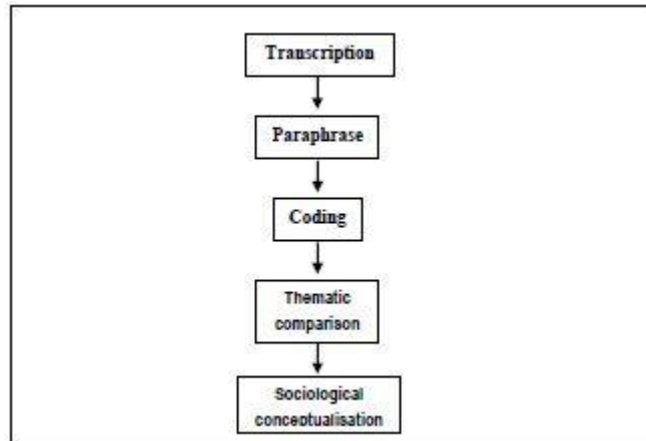 Transcription
Paraphrase
Coding
Thematic
comparison
Sociological
conceptualisation